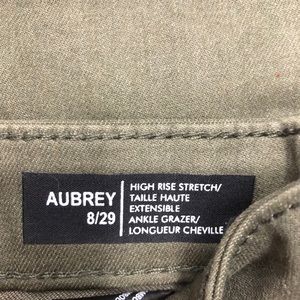 AUBREY
8/29
HIGH RISE STRETCH/
TAILLE HAUTE
EXTENSIBLE
ANKLE GRAZER/
LONGUEUR CHEVILLE